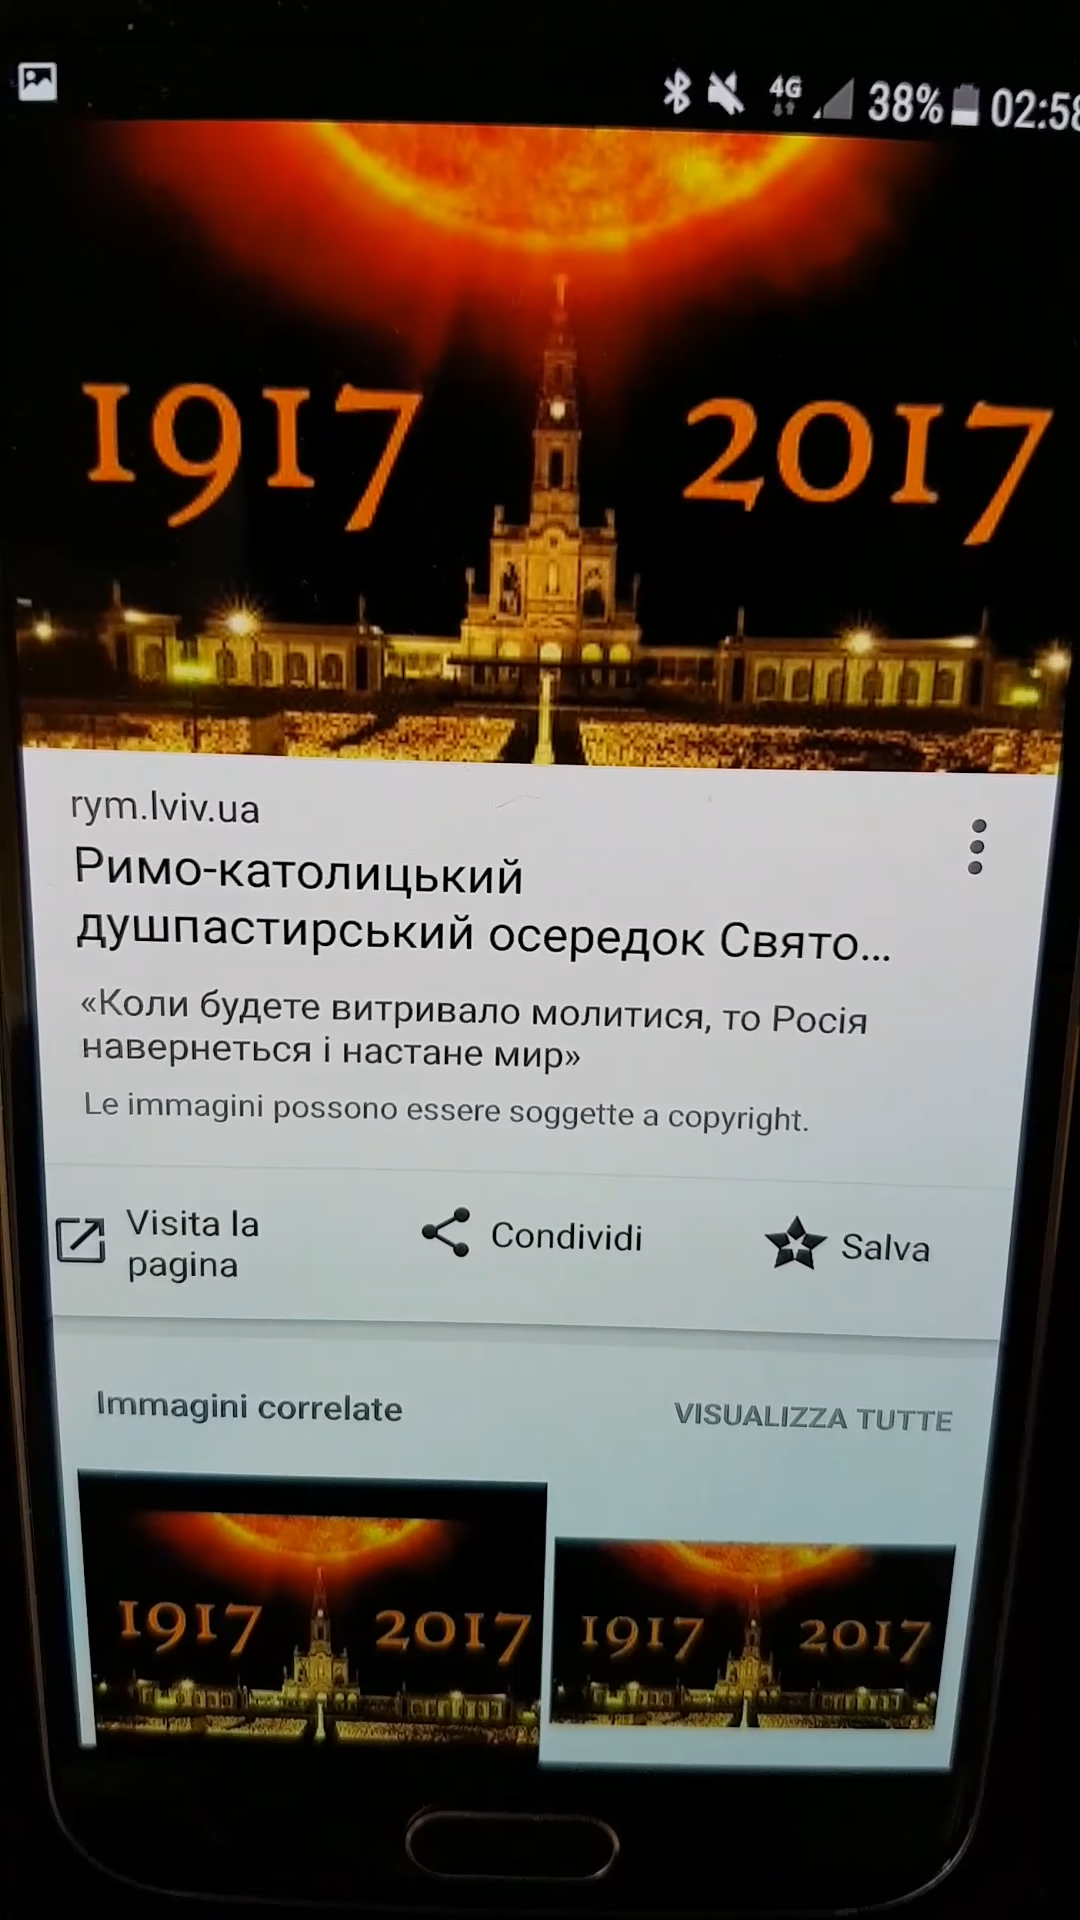 4G 38% 02:58
1917 2017
rym.lviv.ua
Римо-католицький
душпастирський осередок Свято...
«Коли будете витривало молитися, то Росія
навернеться і настане мир»
Le immagini possono essere soggette a copyright.
Visita la
pagina
Condividi
Salva
Immagini correlate
VISUALIZZA TUTTE
1917 2017
1917 2017